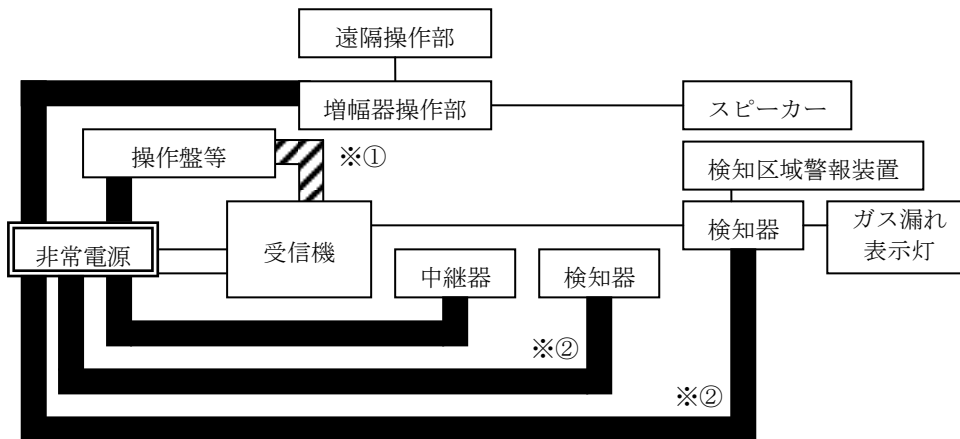 遠隔操作部
増幅器操作部
スピーカー
操作盤等
※①
検知区域警報装置
非常電源
受信機
検知器
ガス漏れ
表示灯
中継器
検知器
※②
※②